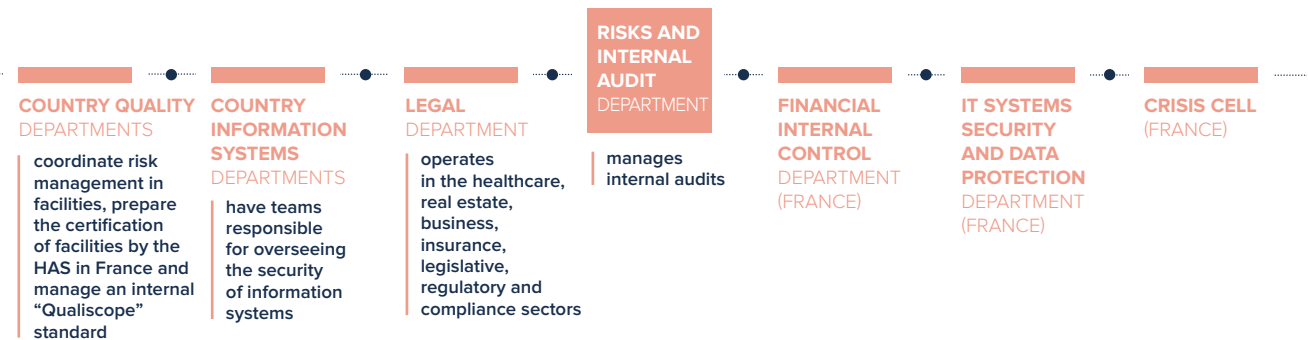 COUNTRY QUALITY
DEPARTMENTS
coordinate risk
management in
facilities, prepare
the certification
of facilities by the
HAS in France and
manage an internal
“Qualiscope”
standard
COUNTRY
INFORMATION
SYSTEMS
DEPARTMENTS
have teams
responsible
for overseeing
the security
of information
systems
LEGAL
DEPARTMENT
operates
in the healthcare,
real estate,
business,
insurance,
legislative,
regulatory and
compliance sectors
RISKS AND
INTERNAL
AUDIT
DEPARTMENT
manages
internal audits
FINANCIAL
INTERNAL
CONTROL
DEPARTMENT
(FRANCE)
IT SYSTEMS
SECURITY
AND DATA
PROTECTION
DEPARTMENT
(FRANCE)
CRISIS CELL
(FRANCE)